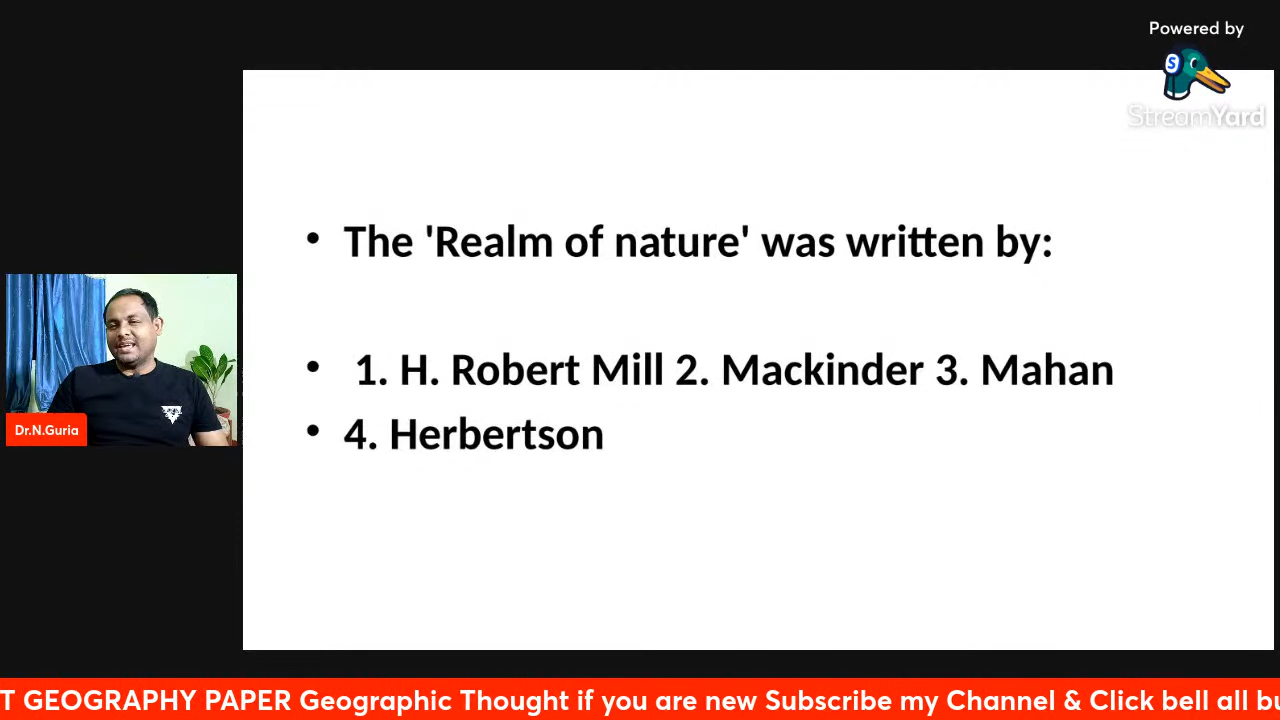 Powered by
S
StreamYard
• The 'Realm of nature' was written by:
• 1. H. Robert Mill 2. Mackinder 3. Mahan
• 4. Herbertson
Dr.N.Guria
T GEOGRAPHY PAPER Geographic Thought if you are new Subscribe my Channel & Click bell all bu